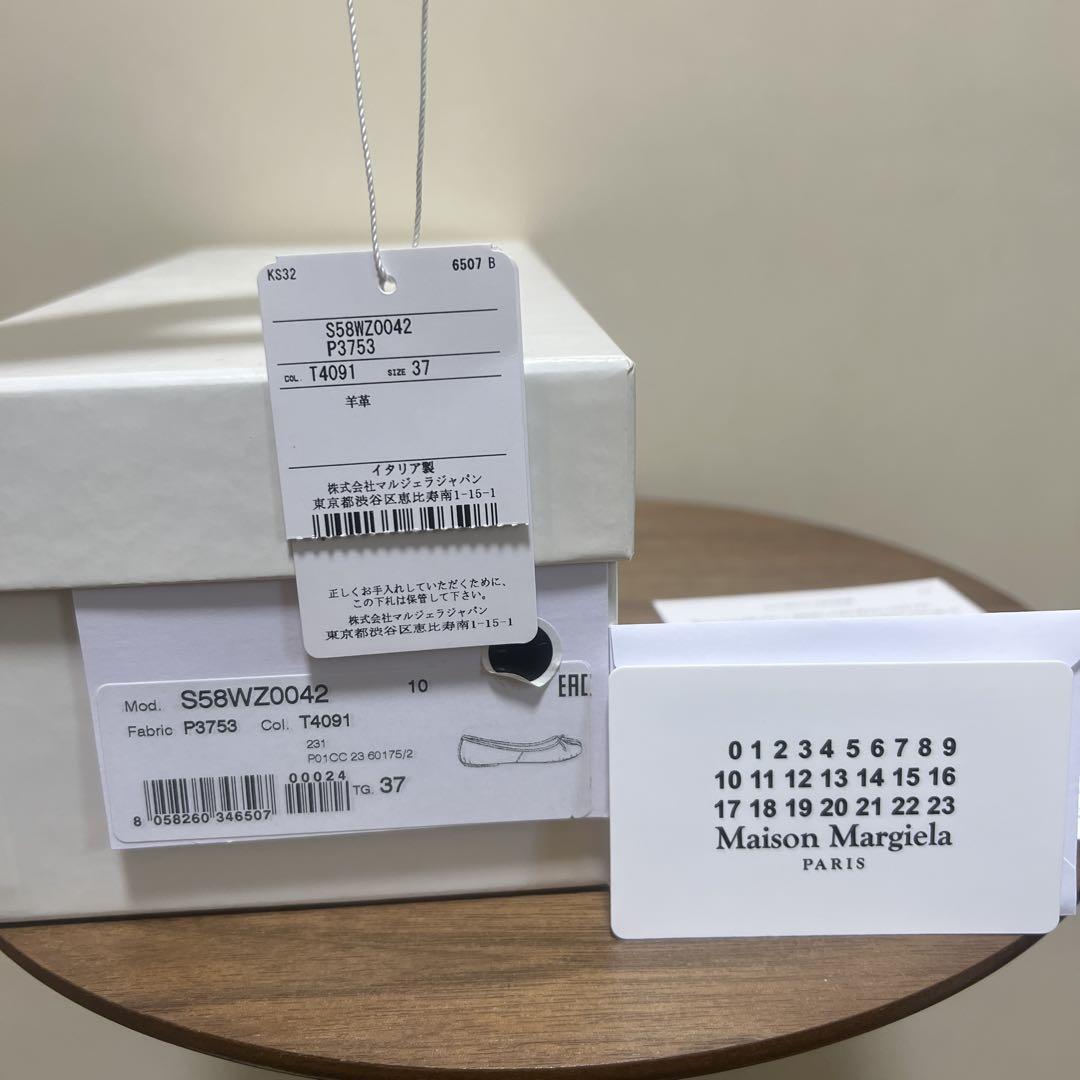 KS32 6507 B
S58WZ0042
P3753
COL. T4091 SIZE 37
羊革
イタリア製
株式会社マルジェラジャパン
東京都渋谷区恵比寿南1-15-1
正しくお手入れしていただくために、
この下札は保管して下さい。
株式会社マルジェラジャパン
東京都渋谷区恵比寿南1-15-1
Mod. S58WZ0042 10 EAC
Fabric P3753 Col. T4091
231
P01CC 23 60175/2
00024
TG. 37
8 058260 346507
0 1 2 3 4 5 6 7 8 9
10 11 12 13 14 15 16
17 18 19 20 21 22 23
Maison Margiela
PARIS